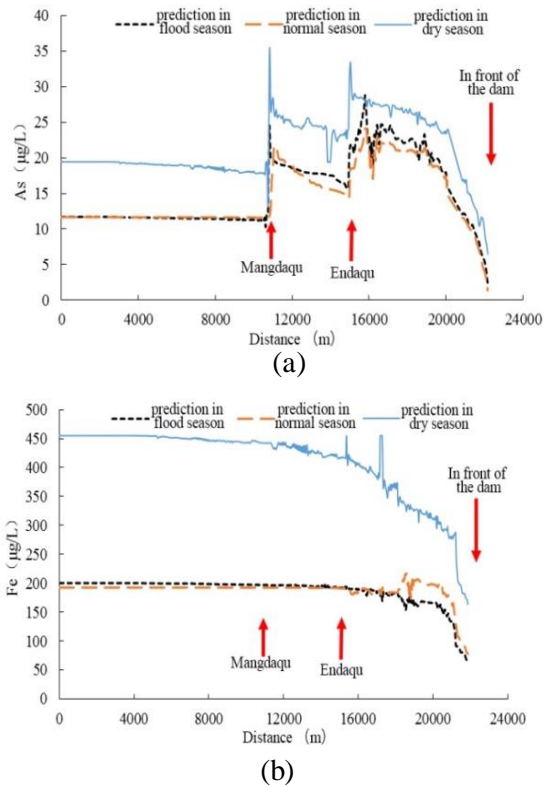 prediction in flood season
prediction in normal season
prediction in dry season
40
35
30
25
20
15
10
5
0
As (μg/L)
In front of
the dam
Mangdaqu
Endaqu
0 4000 8000 12000 16000 20000 24000
Distance (m)
(a)
prediction in flood season
prediction in normal season
prediction in dry season
500
450
400
350
300
250
200
150
100
50
0
Fe (μg/L)
In front of
the dam
Mangdaqu
Endaqu
0 4000 8000 12000 16000 20000 24000
Distance (m)
(b)